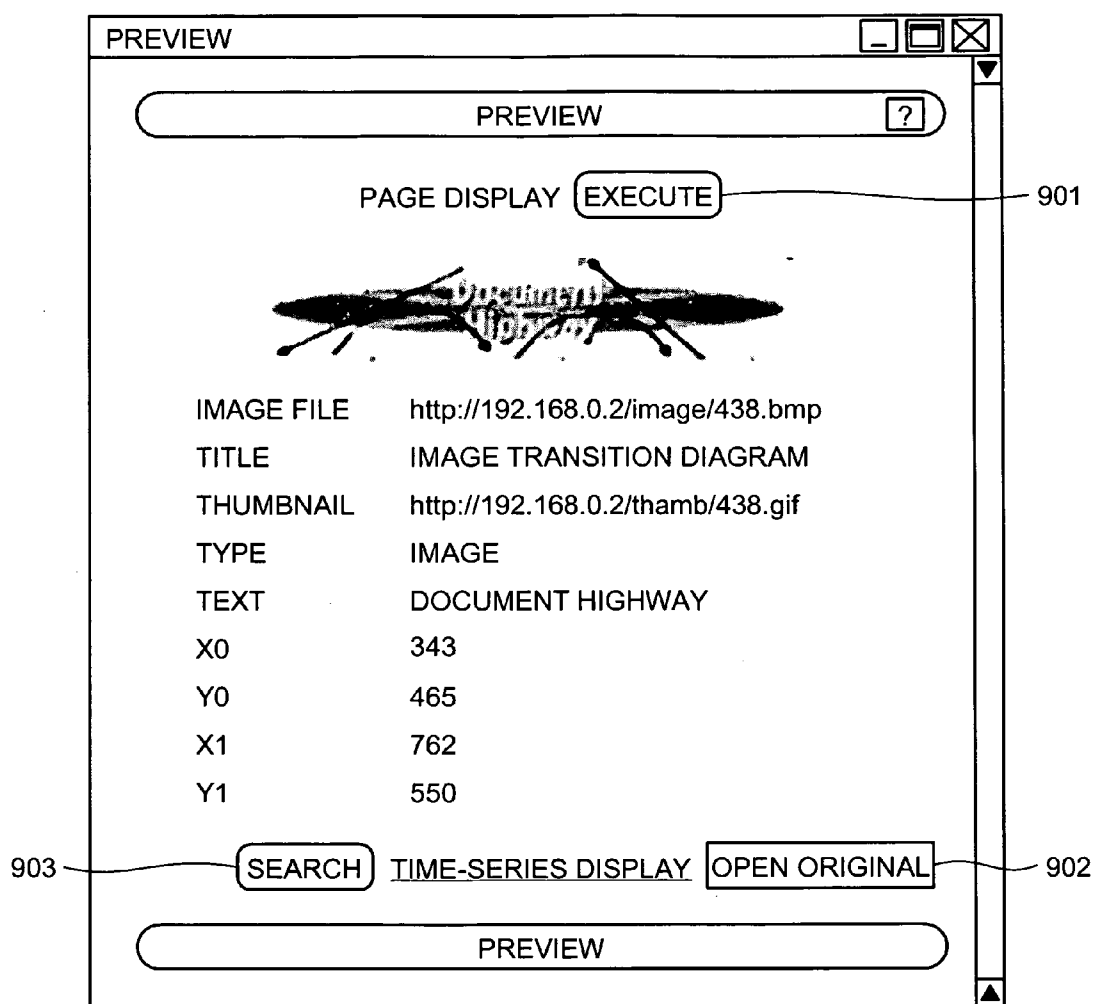 PREVIEW
PREVIEW ?
PAGE DISPLAY EXECUTE 901
Document
Highway
IMAGE FILE http://192.168.0.2/image/438.bmp
TITLE IMAGE TRANSITION DIAGRAM
THUMBNAIL http://192.168.0.2/thamb/438.gif
TYPE IMAGE
TEXT DOCUMENT HIGHWAY
X0 343
Y0 465
X1 762
Y1 550
903 SEARCH TIME-SERIES DISPLAY OPEN ORIGINAL 902
PREVIEW